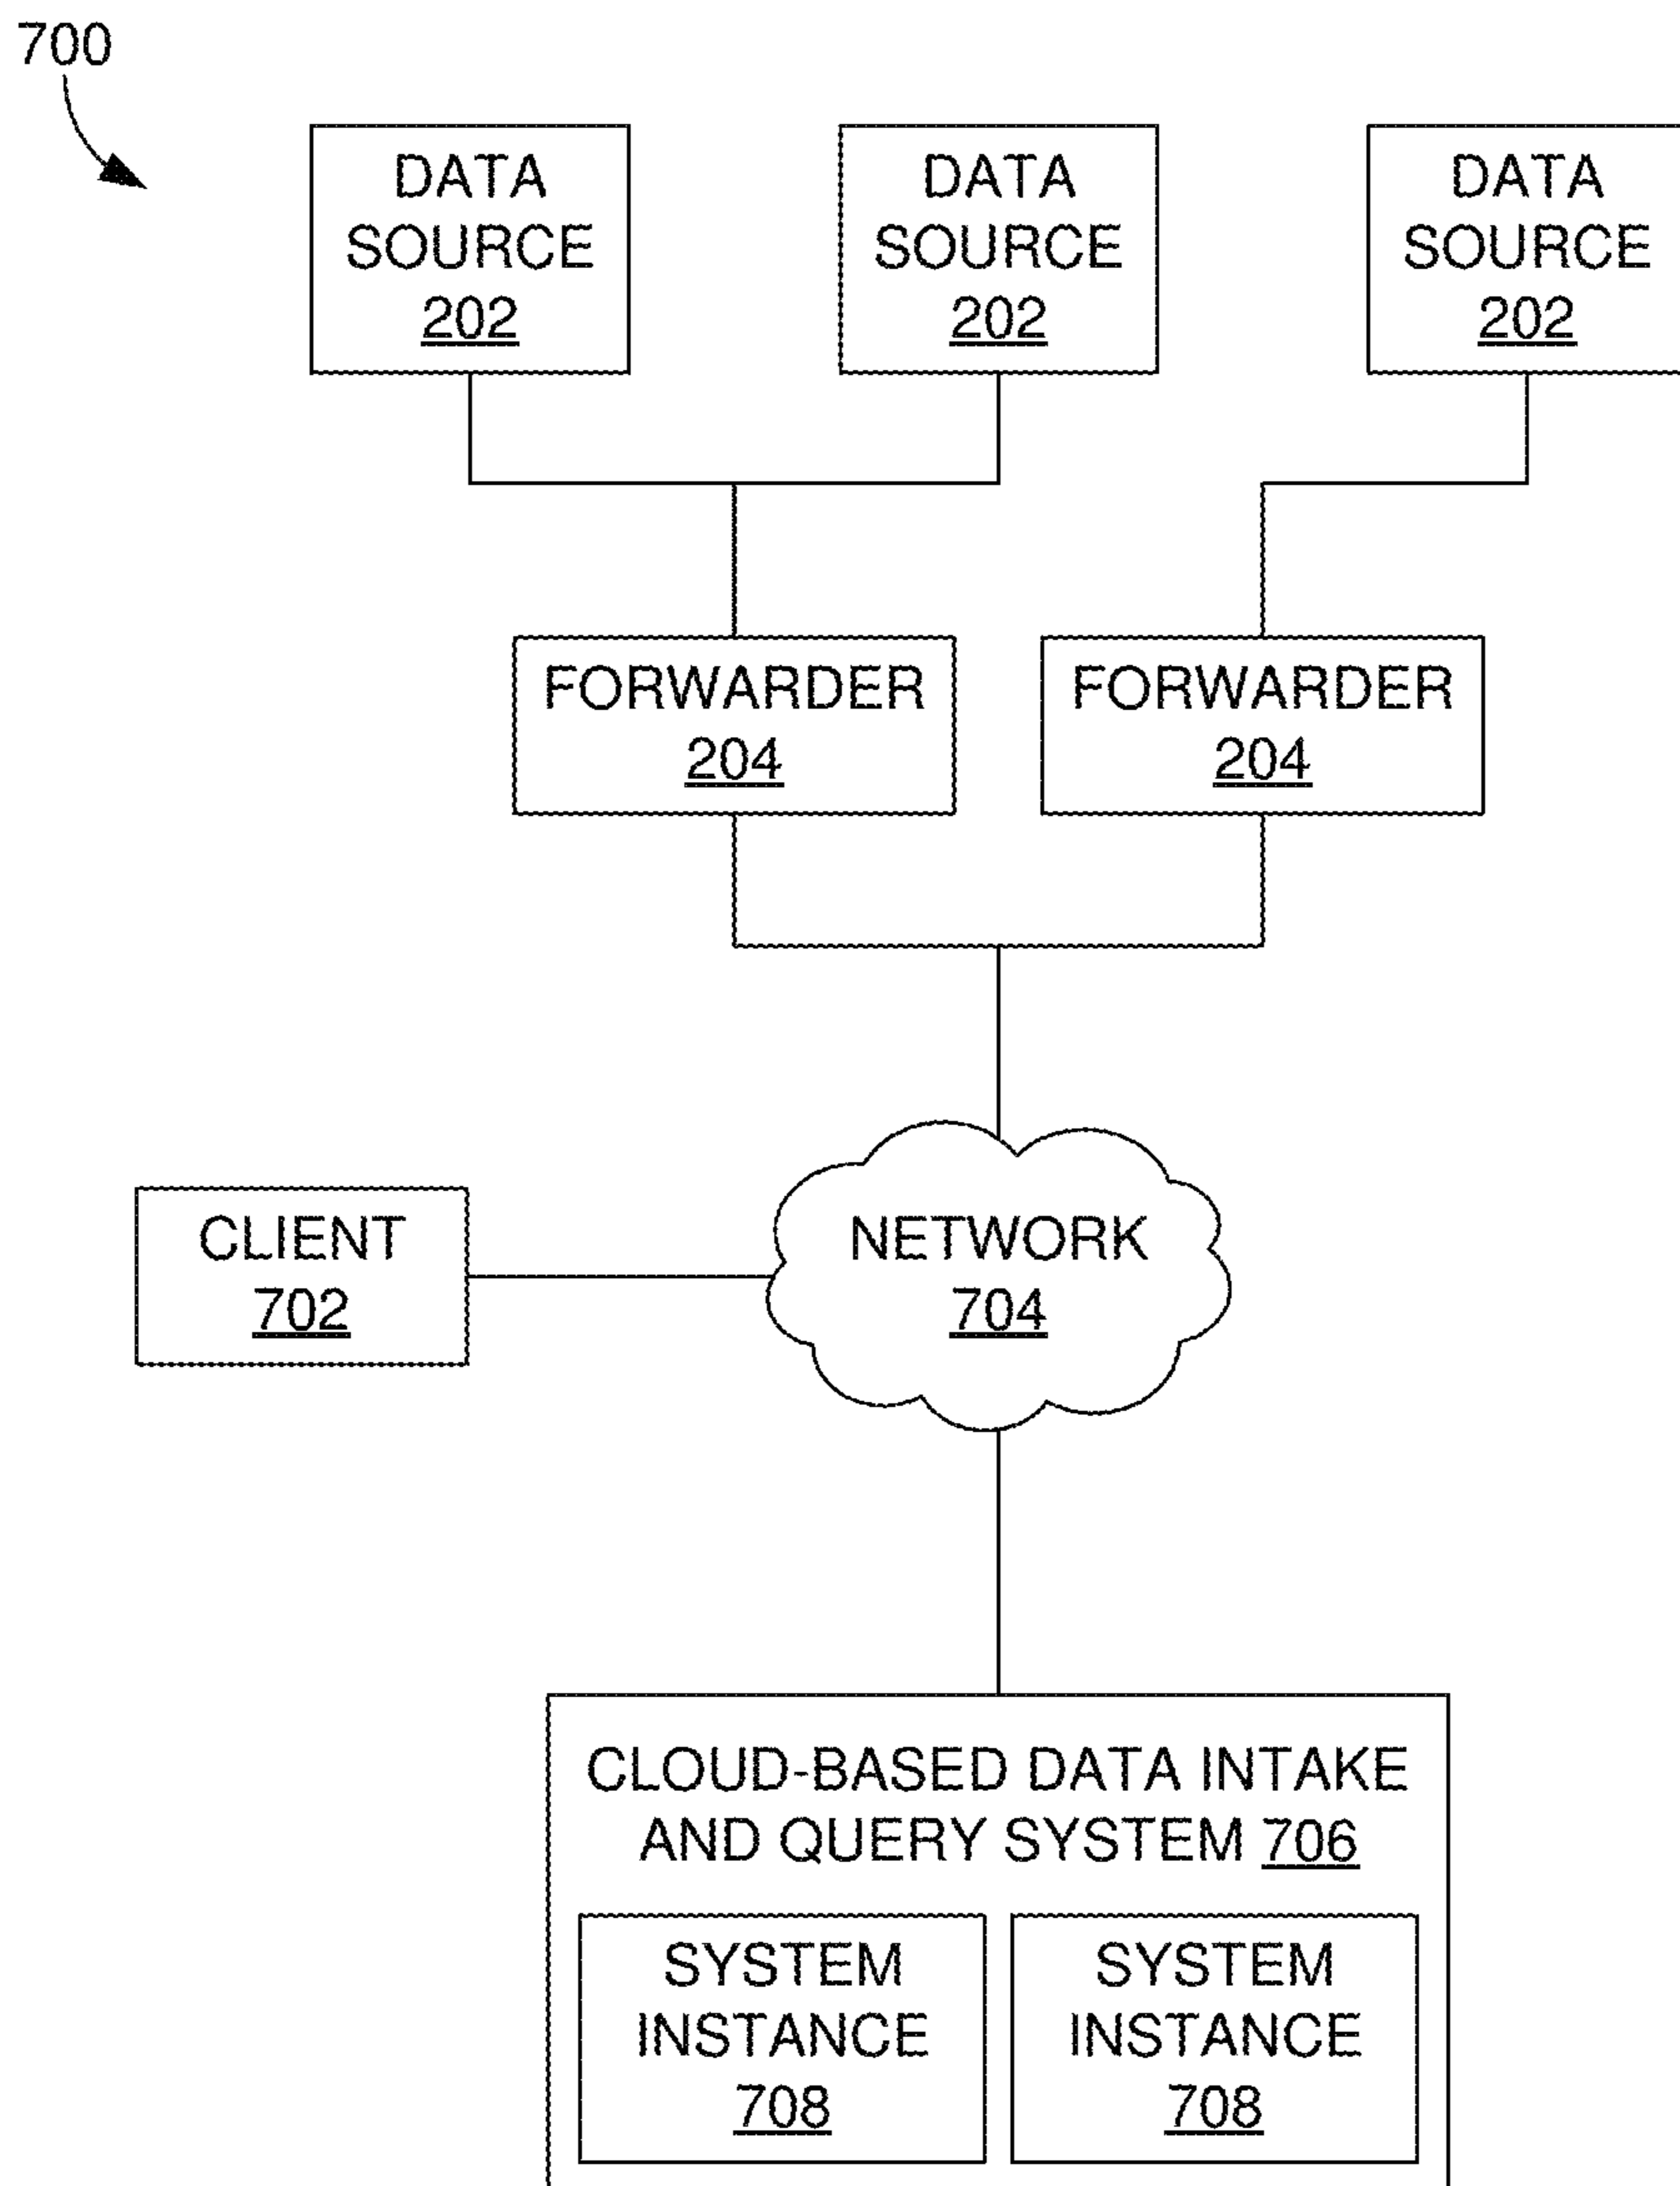 700
DATA
SOURCE
202
DATA
SOURCE
202
DATA
SOURCE
202
FORWARDER
204
FORWARDER
204
CLIENT
702
NETWORK
704
CLOUD-BASED DATA INTAKE
AND QUERY SYSTEM 706
SYSTEM
INSTANCE
708
SYSTEM
INSTANCE
708